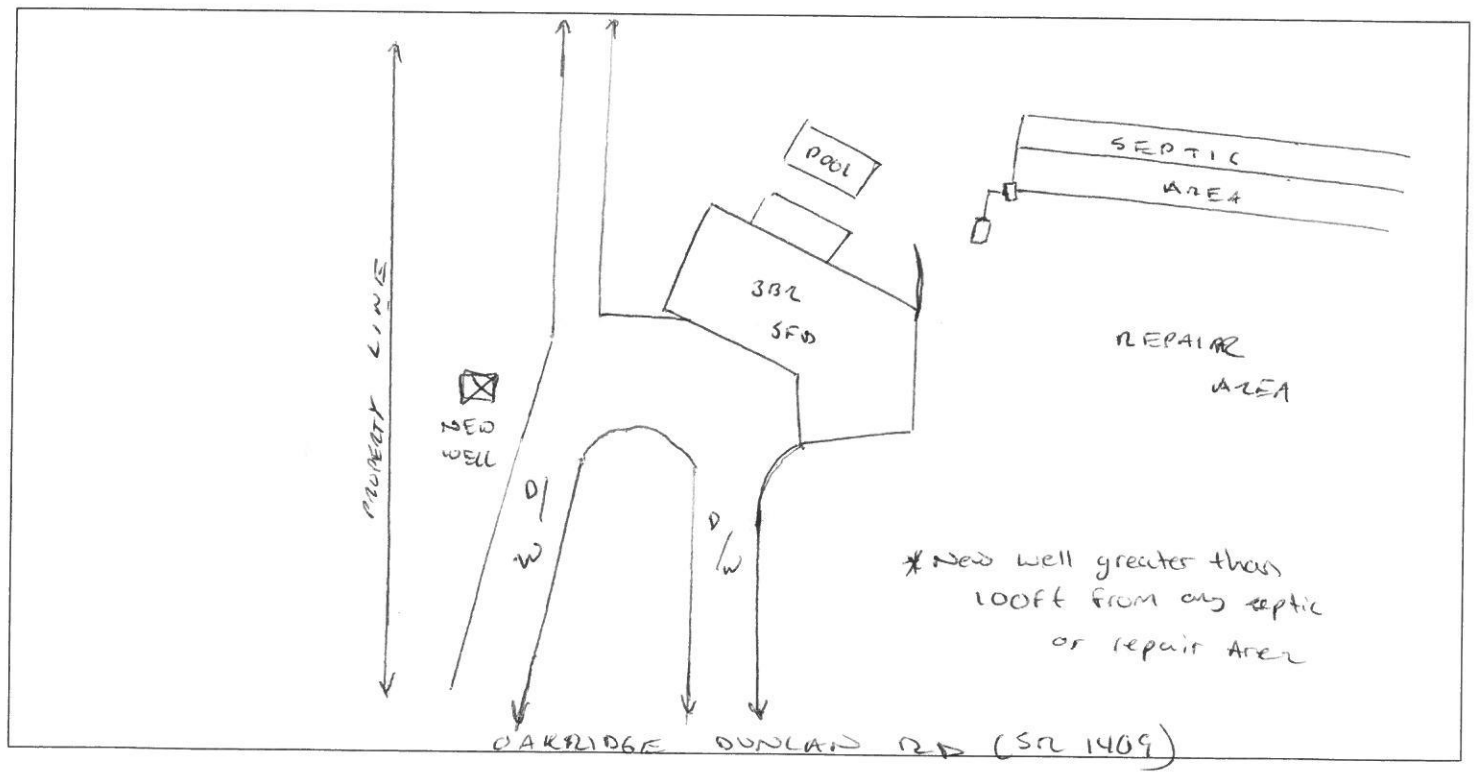 POOL
SEPTIC
AREA
3BR
SFD
PROPERTY LINE
REPAIR
AREA
NEW
WELL
D/W
D/W
* New well greater than
100ft from any septic
or repair Area
OAKRIDGE DUNCAN RD (SR 1409)